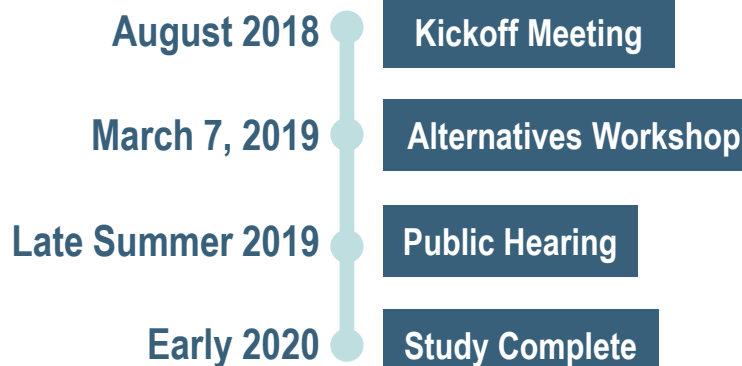 August 2018 Kickoff Meeting
March 7, 2019 Alternatives Workshop
Late Summer 2019 Public Hearing
Early 2020 Study Complete